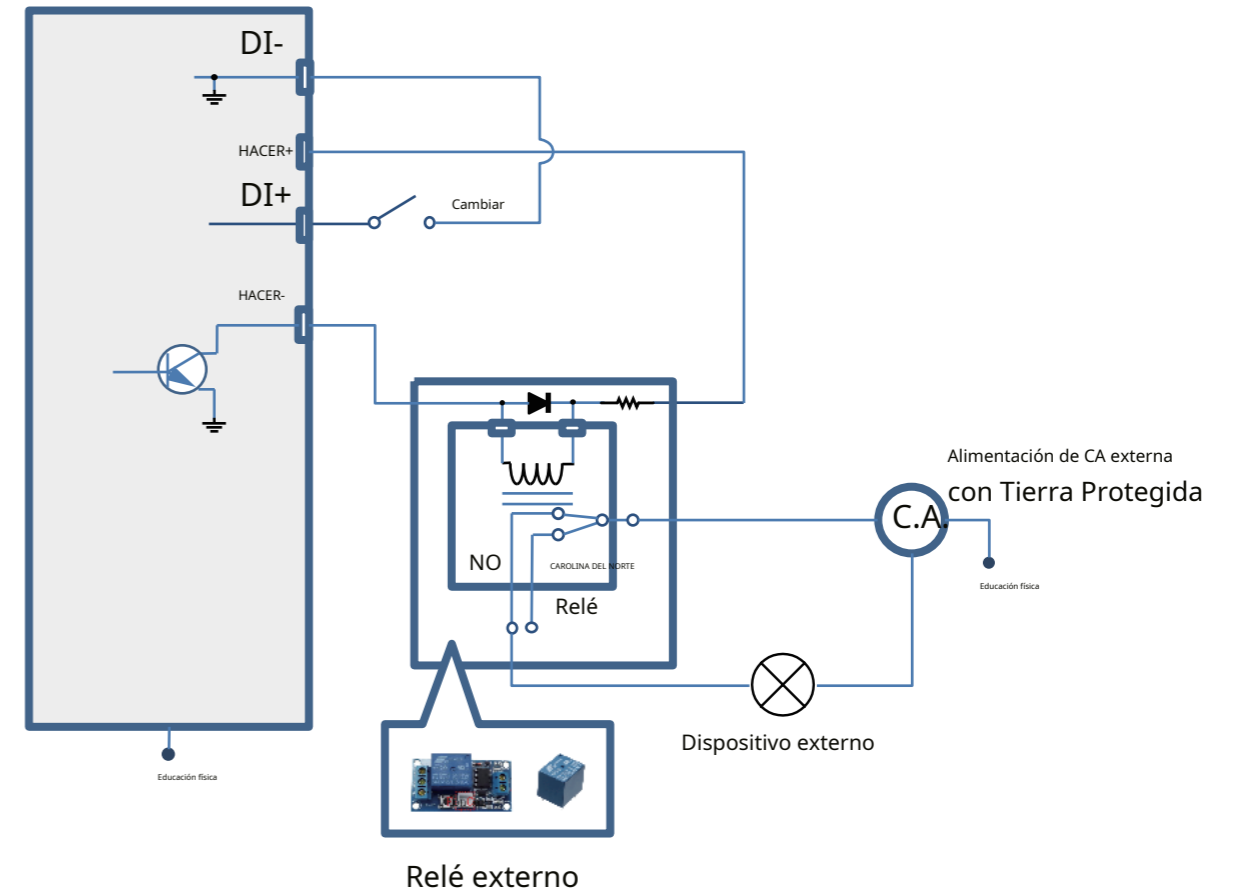 DI-
HACER+
DI+
Cambiar
HACER-
Alimentación de CA externa
con Tierra Protegida
C.A.
NO
CAROLINA DEL NORTE
Educación física
Relé
Dispositivo externo
Educación física
Relé externo